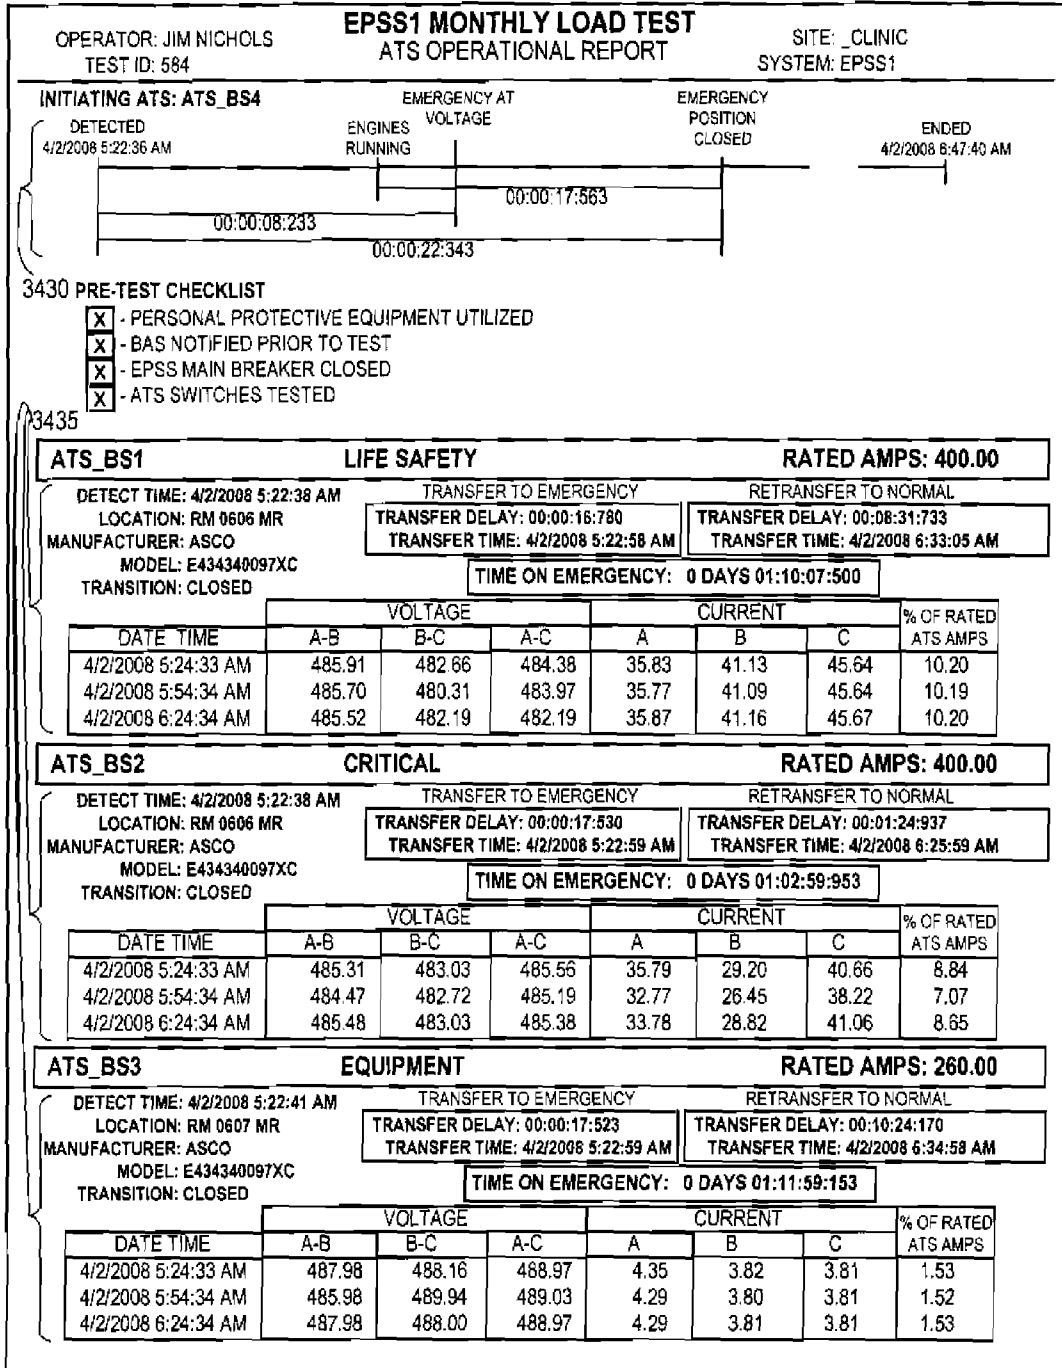 EPSS1 MONTHLY LOAD TEST
OPERATOR: JIM NICHOLS ATS OPERATIONAL REPORT SITE: _CLINIC
TEST ID: 584 SYSTEM: EPSS1
INITIATING ATS: ATS_BS4
DETECTED
4/2/2008 5:22:36 AM
ENGINES
RUNNING
EMERGENCY AT
VOLTAGE
EMERGENCY
POSITION
CLOSED
ENDED
4/2/2008 6:47:40 AM
00:00:17:563
00:00:08:233
00:00:22:343
3430 PRE-TEST CHECKLIST
X - PERSONAL PROTECTIVE EQUIPMENT UTILIZED
X - BAS NOTIFIED PRIOR TO TEST
X - EPSS MAIN BREAKER CLOSED
X - ATS SWITCHES TESTED
3435
ATS_BS1 LIFE SAFETY RATED AMPS: 400.00
DETECT TIME: 4/2/2008 5:22:38 AM TRANSFER TO EMERGENCY RETRANSFER TO NORMAL
LOCATION: RM 0606 MR TRANSFER DELAY: 00:00:16:780 TRANSFER DELAY: 00:08:31:733
MANUFACTURER: ASCO TRANSFER TIME: 4/2/2008 5:22:58 AM TRANSFER TIME: 4/2/2008 6:33:05 AM
MODEL: E434340097XC TIME ON EMERGENCY: 0 DAYS 01:10:07:500
TRANSITION: CLOSED
VOLTAGE CURRENT % OF RATED
DATE TIME A-B B-C A-C A B C ATS AMPS
4/2/2008 5:24:33 AM 485.91 482.66 484.38 35.83 41.13 45.64 10.20
4/2/2008 5:54:34 AM 485.70 480.31 483.97 35.77 41.09 45.64 10.19
4/2/2008 6:24:34 AM 485.52 482.19 482.19 35.87 41.16 45.67 10.20
ATS_BS2 CRITICAL RATED AMPS: 400.00
DETECT TIME: 4/2/2008 5:22:38 AM TRANSFER TO EMERGENCY RETRANSFER TO NORMAL
LOCATION: RM 0606 MR TRANSFER DELAY: 00:00:17:530 TRANSFER DELAY: 00:01:24:937
MANUFACTURER: ASCO TRANSFER TIME: 4/2/2008 5:22:59 AM TRANSFER TIME: 4/2/2008 6:25:59 AM
MODEL: E434340097XC TIME ON EMERGENCY: 0 DAYS 01:02:59:953
TRANSITION: CLOSED
VOLTAGE CURRENT % OF RATED
DATE TIME A-B B-C A-C A B C ATS AMPS
4/2/2008 5:24:33 AM 485.31 483.03 485.56 35.79 29.20 40.66 8.84
4/2/2008 5:54:34 AM 484.47 482.72 485.19 32.77 26.45 38.22 7.07
4/2/2008 6:24:34 AM 485.48 483.03 485.38 33.78 28.82 41.06 8.65
ATS_BS3 EQUIPMENT RATED AMPS: 260.00
DETECT TIME: 4/2/2008 5:22:41 AM TRANSFER TO EMERGENCY RETRANSFER TO NORMAL
LOCATION: RM 0607 MR TRANSFER DELAY: 00:00:17:523 TRANSFER DELAY: 00:10:24:170
MANUFACTURER: ASCO TRANSFER TIME: 4/2/2008 5:22:59 AM TRANSFER TIME: 4/2/2008 6:34:58 AM
MODEL: E434340097XC TIME ON EMERGENCY: 0 DAYS 01:11:59:153
TRANSITION: CLOSED
VOLTAGE CURRENT % OF RATED
DATE TIME A-B B-C A-C A B C ATS AMPS
4/2/2008 5:24:33 AM 487.98 488.16 488.97 4.35 3.82 3.81 1.53
4/2/2008 5:54:34 AM 485.98 489.94 489.03 4.29 3.80 3.81 1.52
4/2/2008 6:24:34 AM 487.98 488.00 488.97 4.29 3.81 3.81 1.53